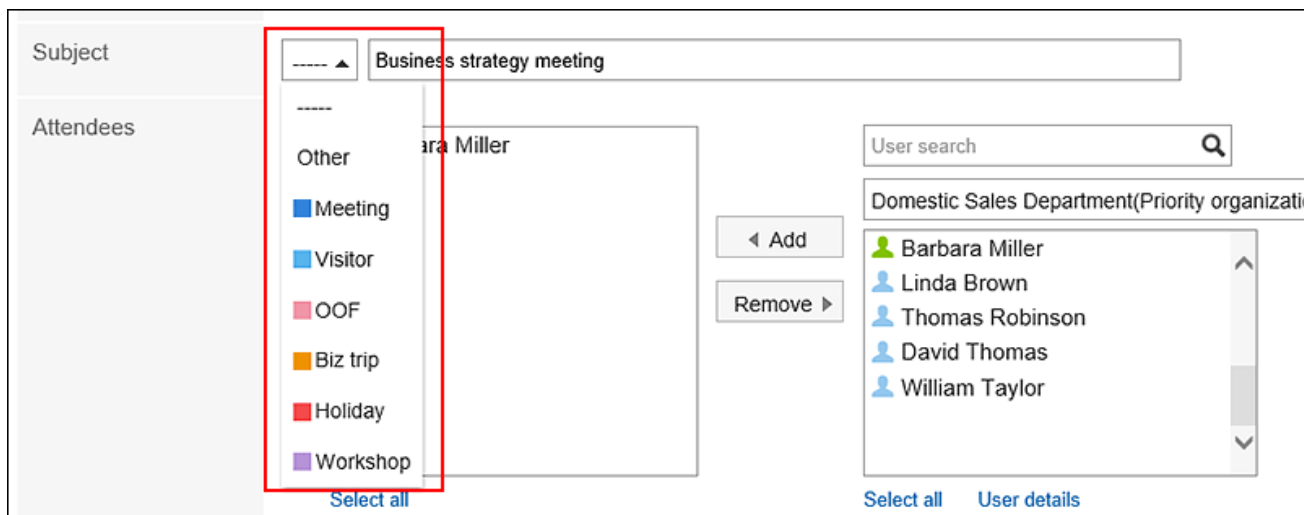 Subject
-----
Business strategy meeting
-----
Other
Meeting
Visitor
OOF
Biz trip
Holiday
Workshop
Attendees
ara Miller
Select all
Add
Remove
User search
Domestic Sales Department(Priority organizati
Barbara Miller
Linda Brown
Thomas Robinson
David Thomas
William Taylor
Select all User details